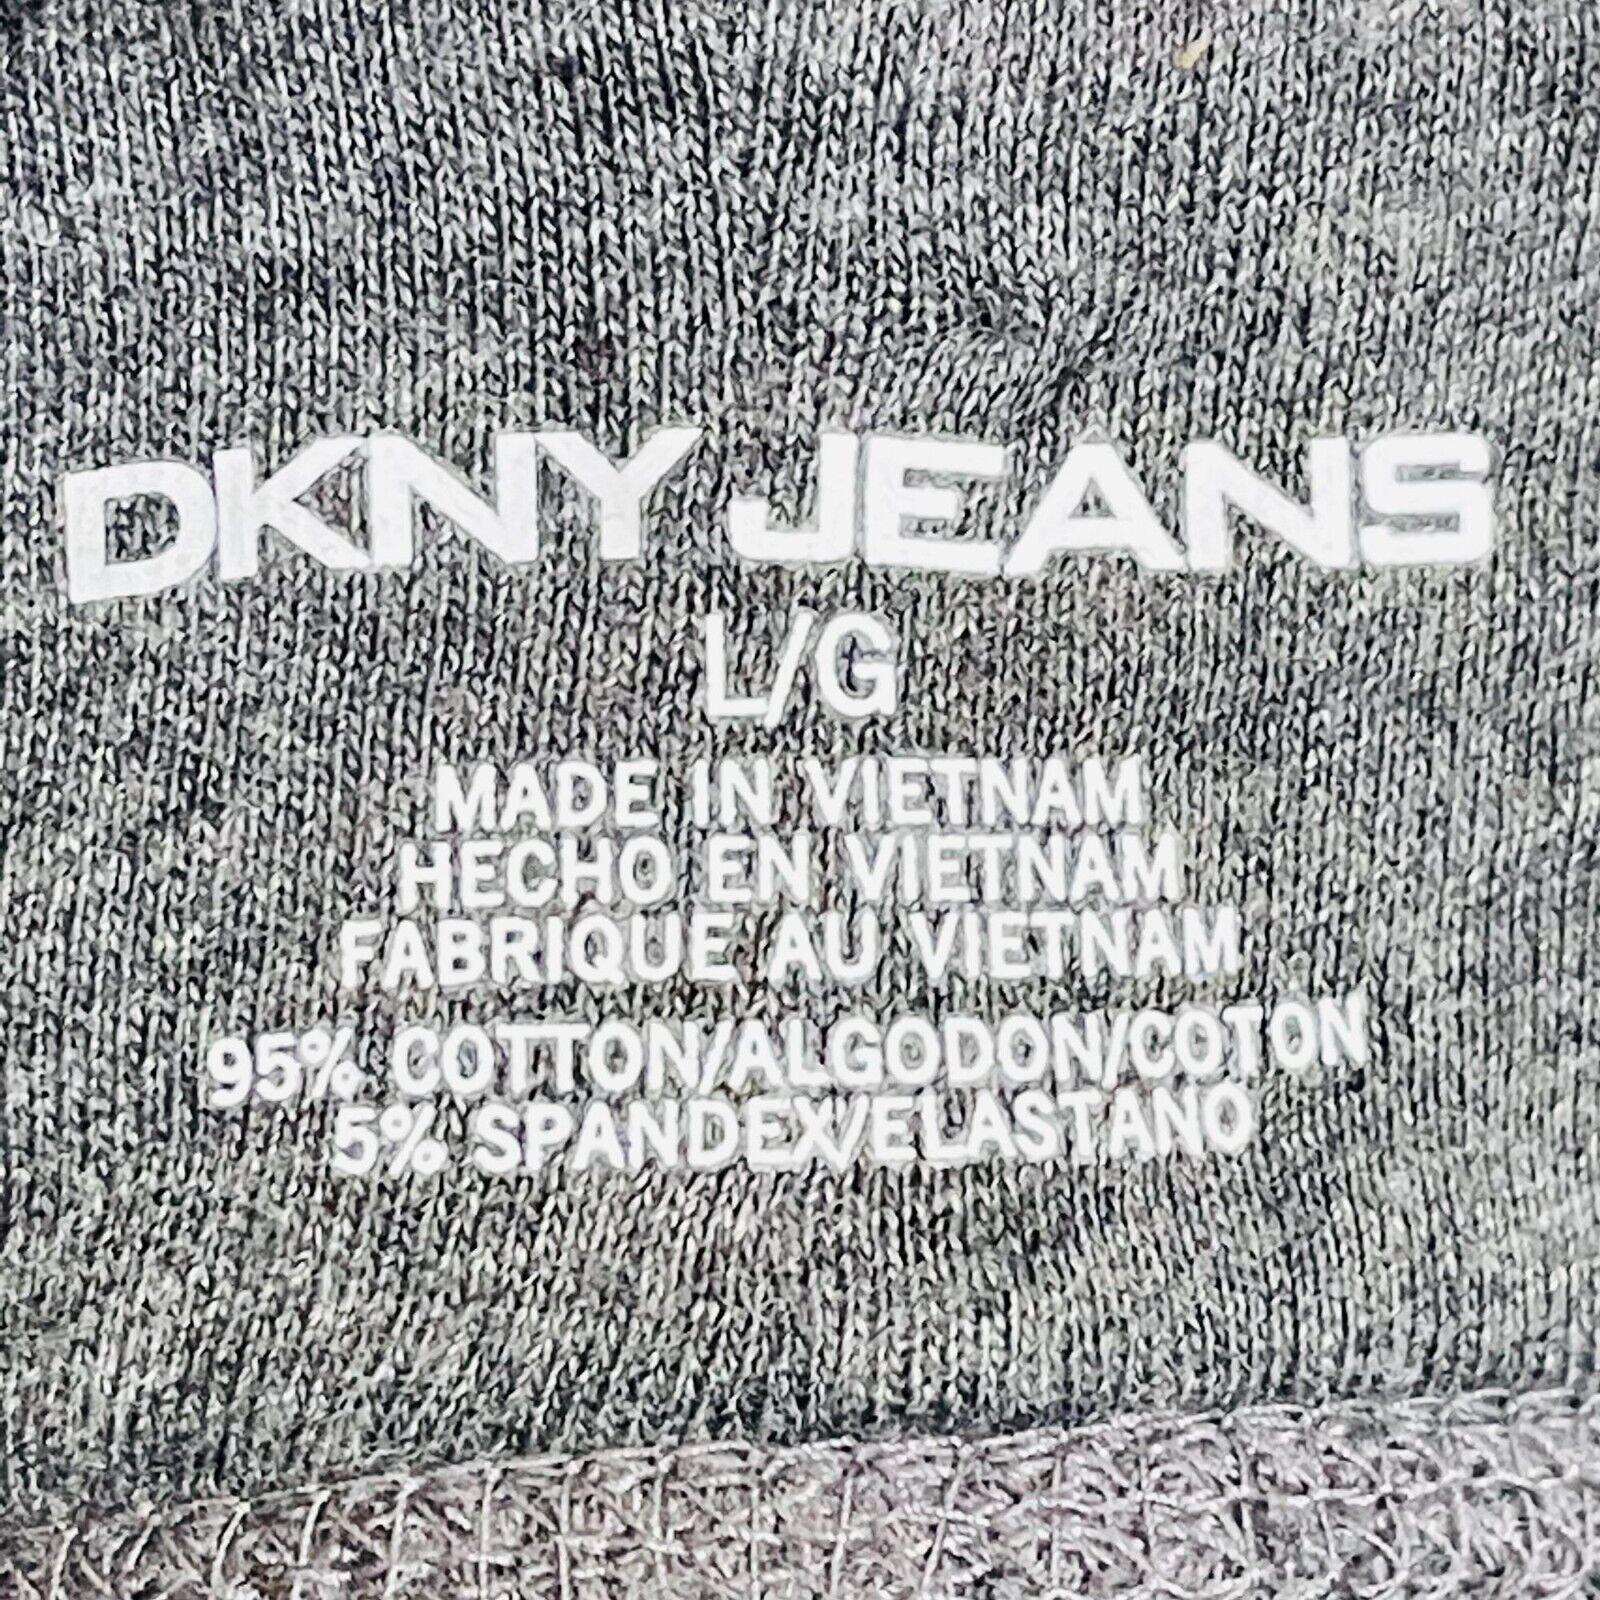 DKNY JEANS
L/G
MADE IN VIETNAM
HECHO EN VIETNAM
FABRIQUE AU VIETNAM
95% COTTON/ALGODON/COTON
5% SPANDEX/ELASTANO